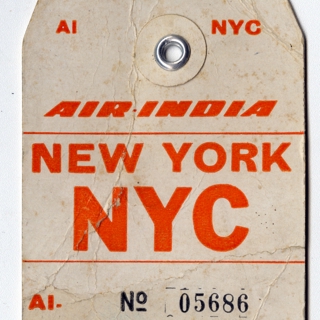 AI NYC
AIR-INDIA
NEW YORK
NYC
AI- Nº 05686